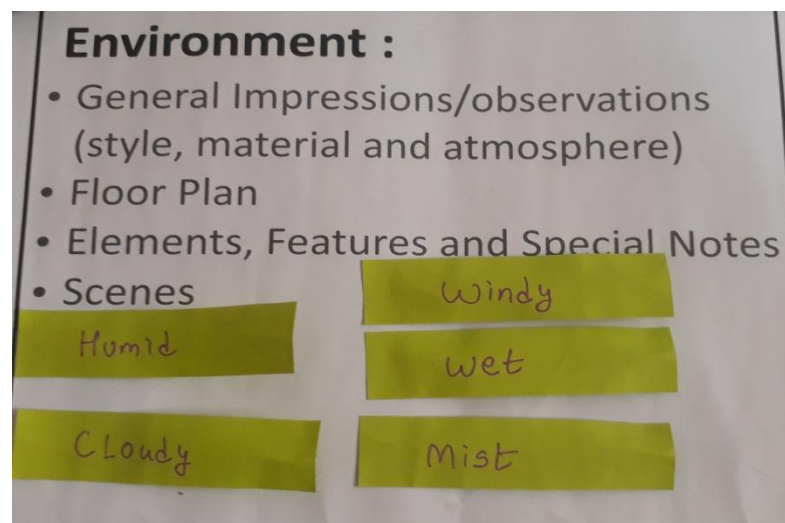 Environment :
• General Impressions/observations
(style, material and atmosphere)
• Floor Plan
• Elements, Features and Special Notes
• Scenes
Windy
Humid
Wet
CLoudy
Mist